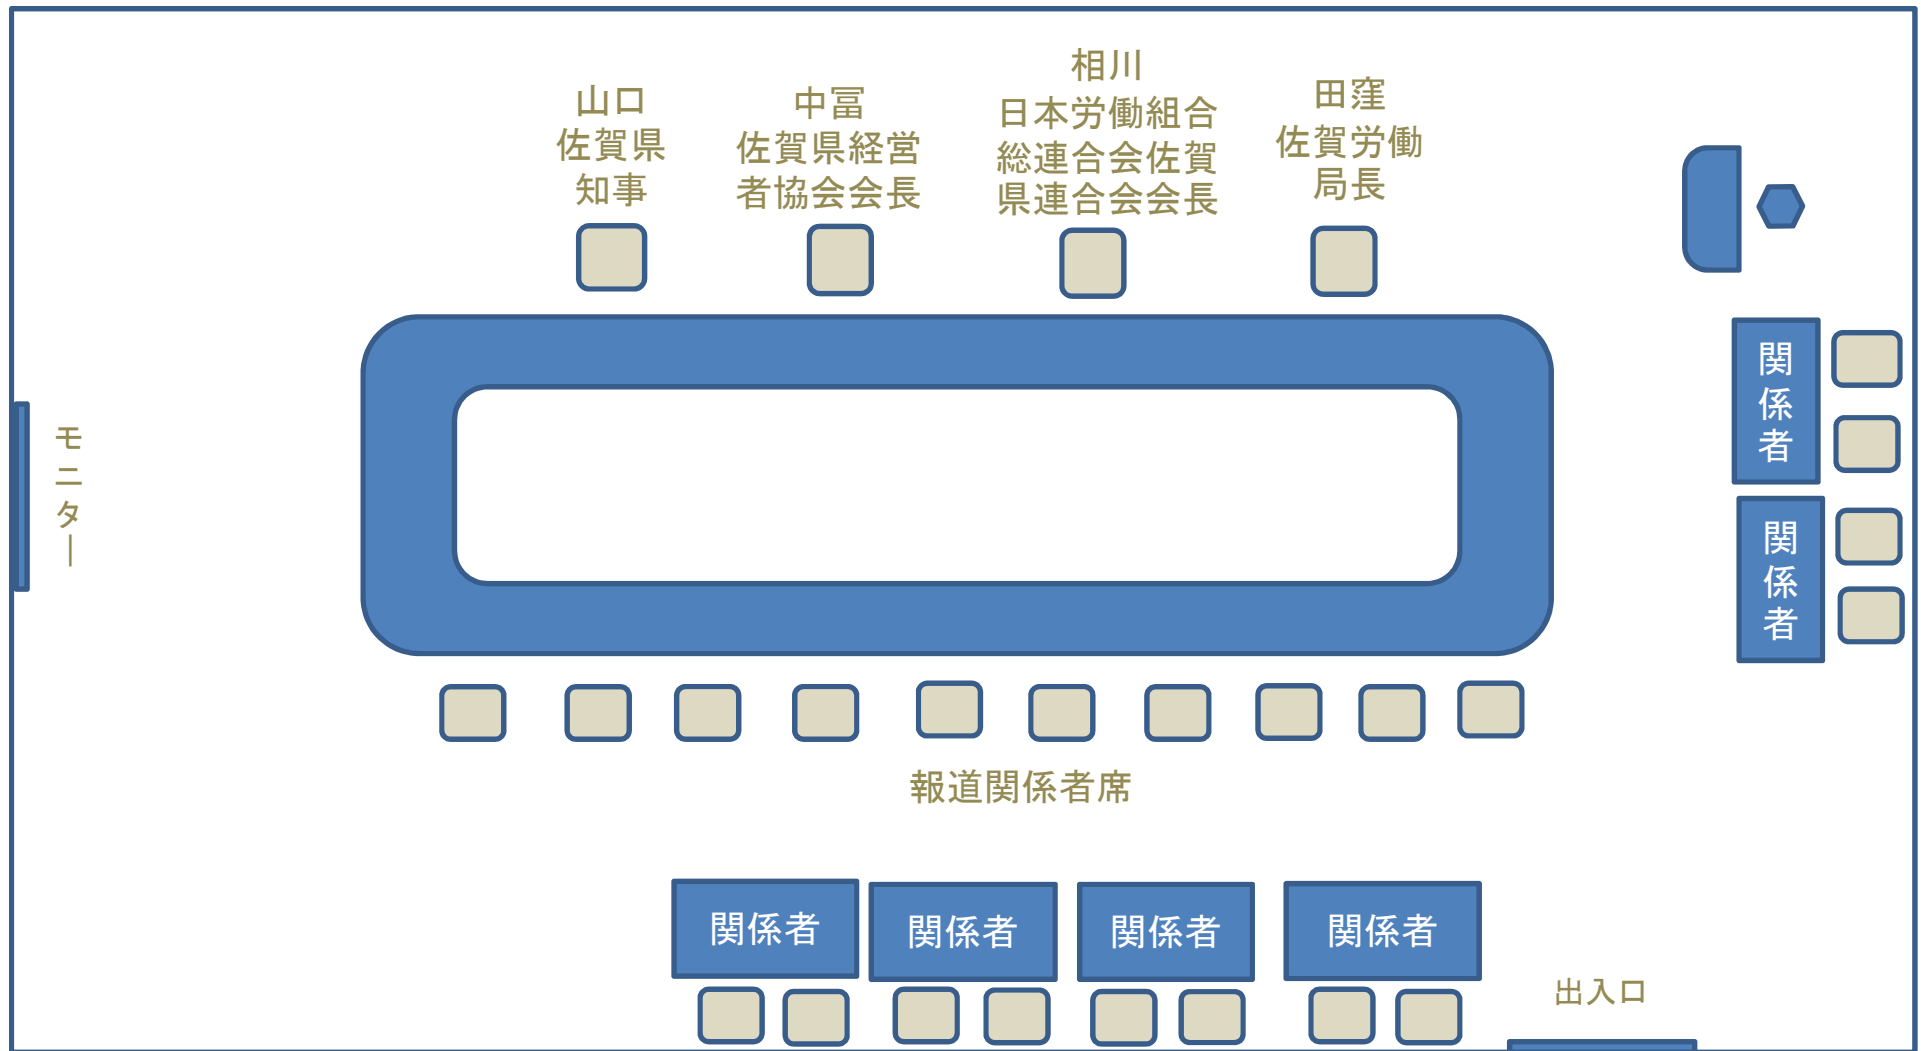 山口
佐賀県
知事
中冨
佐賀県経営
者協会会長
相川
日本労働組合
総連合会佐賀
県連合会会長
田窪
佐賀労働
局長
モニター
関係者
関係者
報道関係者席
関係者
関係者
関係者
関係者
出入口